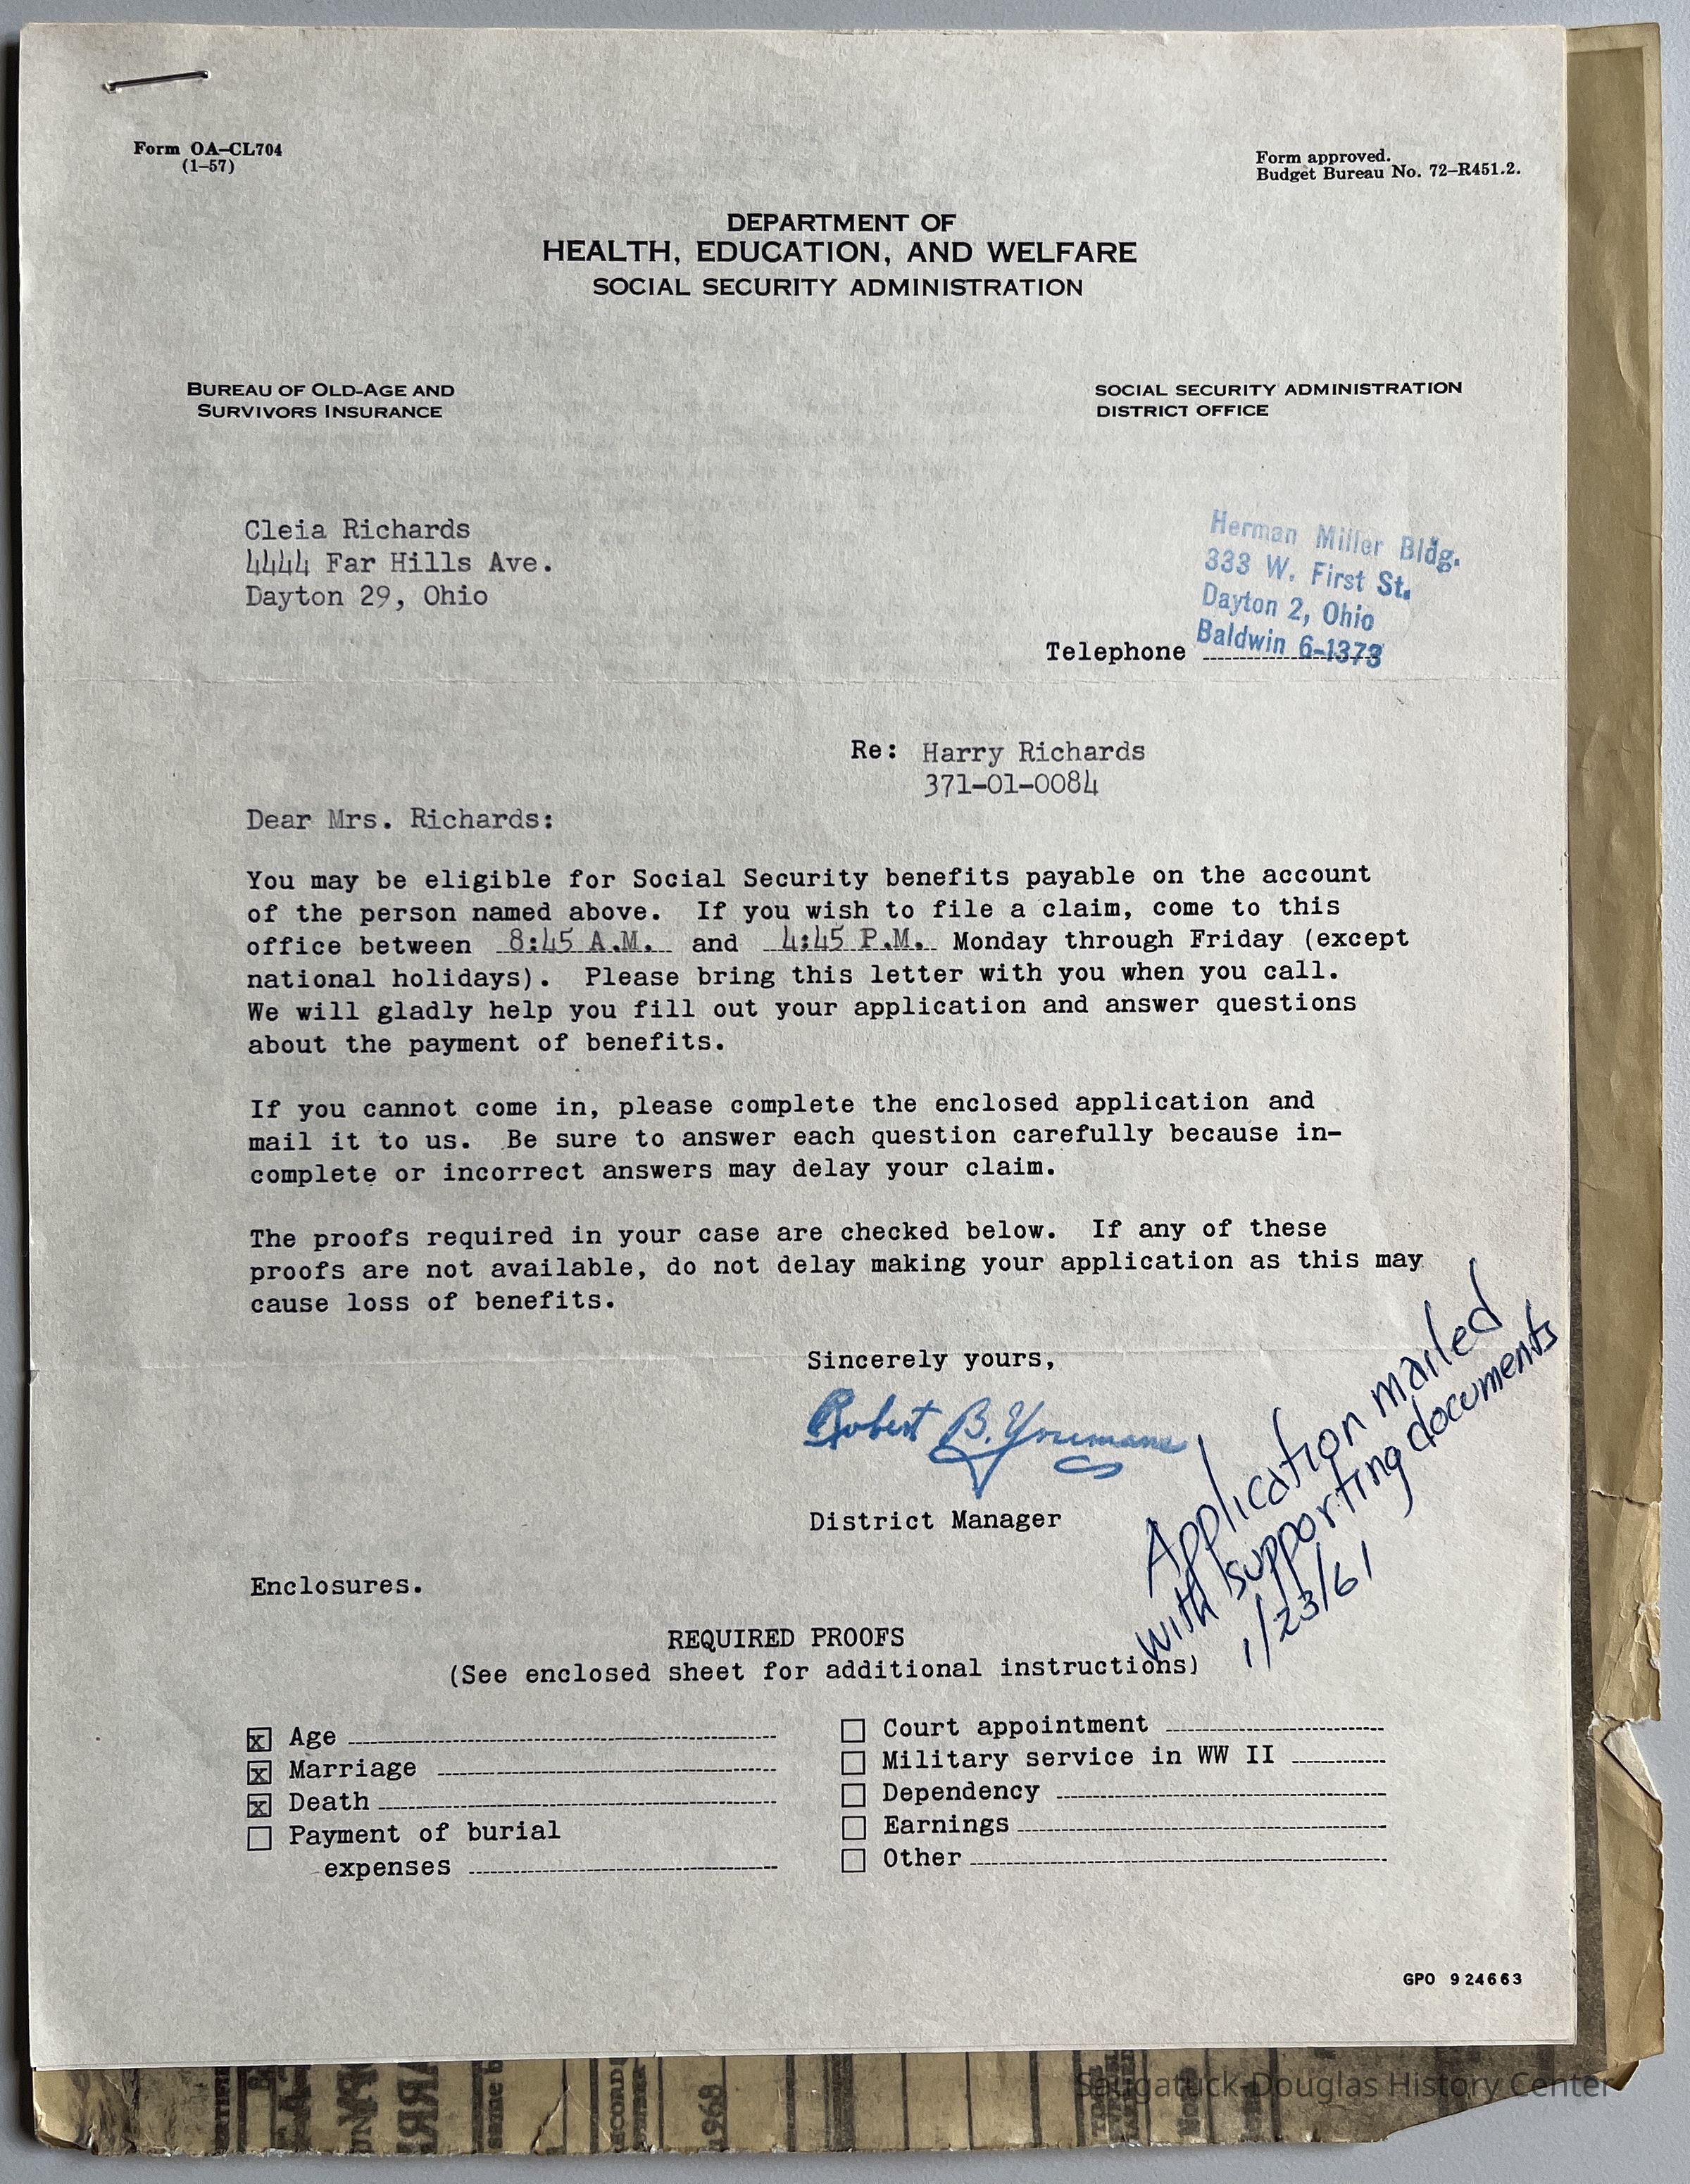 Form OA—CL704
(1—57)
Form approved.
Budget Bureau No. 72—R451.2.
DEPARTMENT OF
HEALTH, EDUCATION, AND WELFARE
SOCIAL SECURITY ADMINISTRATION
BUREAU OF OLD-AGE AND
SURVIVORS INSURANCE
SOCIAL SECURITY ADMINISTRATION
DISTRICT OFFICE
Cleia Richards
4444 Far Hills Ave.
Dayton 29, Ohio
Herman Miller Bldg.
333 W. First St.
Dayton 2, Ohio
Telephone Baldwin 6-1373
Re: Harry Richards
371-01-0084
Dear Mrs. Richards:
You may be eligible for Social Security benefits payable on the account
of the person named above. If you wish to file a claim, come to this
office between 8:45 A.M. and 4:45 P.M. Monday through Friday (except
national holidays). Please bring this letter with you when you call.
We will gladly help you fill out your application and answer questions
about the payment of benefits.
If you cannot come in, please complete the enclosed application and
mail it to us. Be sure to answer each question carefully because in-
complete or incorrect answers may delay your claim.
The proofs required in your case are checked below. If any of these
proofs are not available, do not delay making your application as this may
cause loss of benefits.
Sincerely yours,
Robert B. Youmans
District Manager
Application mailed
with supporting documents
1/23/61
Enclosures.
REQUIRED PROOFS
(See enclosed sheet for additional instructions)
x Age
x Marriage
x Death
Payment of burial
expenses
Court appointment
Military service in WW II
Dependency
Earnings
Other
GPO 924663
1968
Saugatuck-Douglas History Center